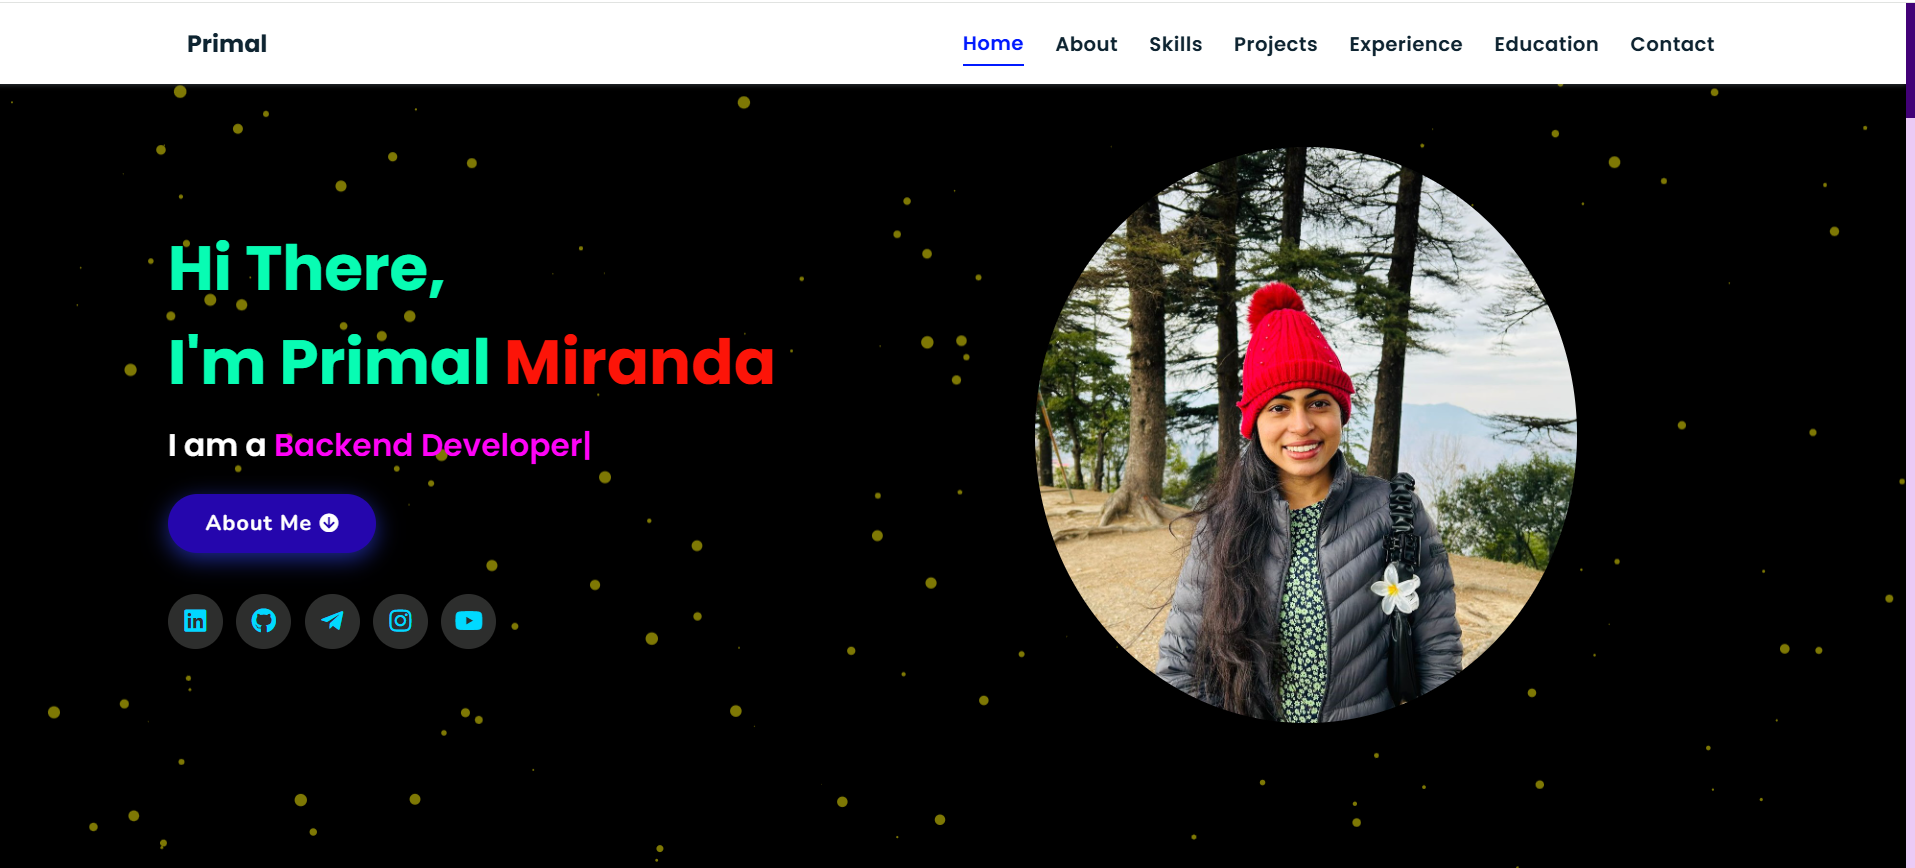 Primal
Home About Skills Projects Experience Education Contact
Hi There,
I'm Primal Miranda
I am a Backend Developer|
About Me